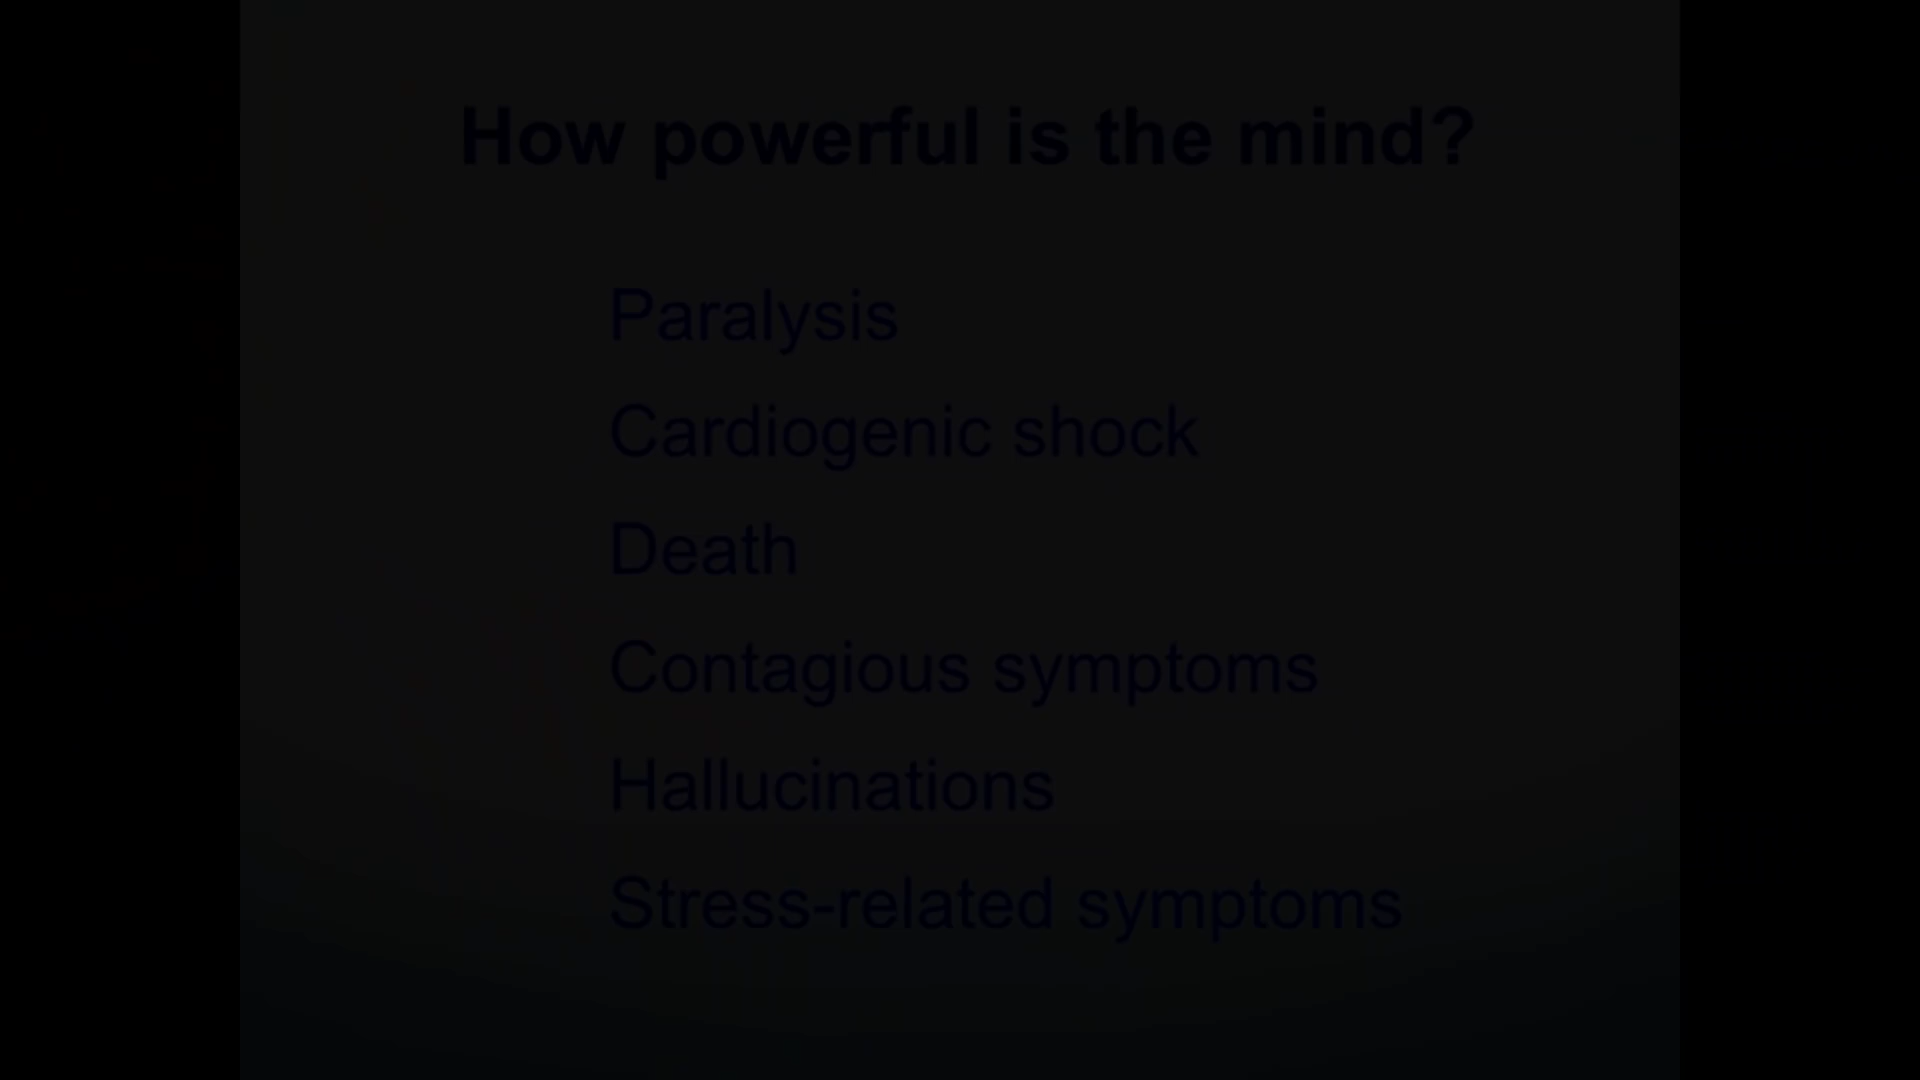 How powerful is the mind?
Paralysis
Cardiogenic shock
Death
Contagious symptoms
Hallucinations
Stress-related symptoms